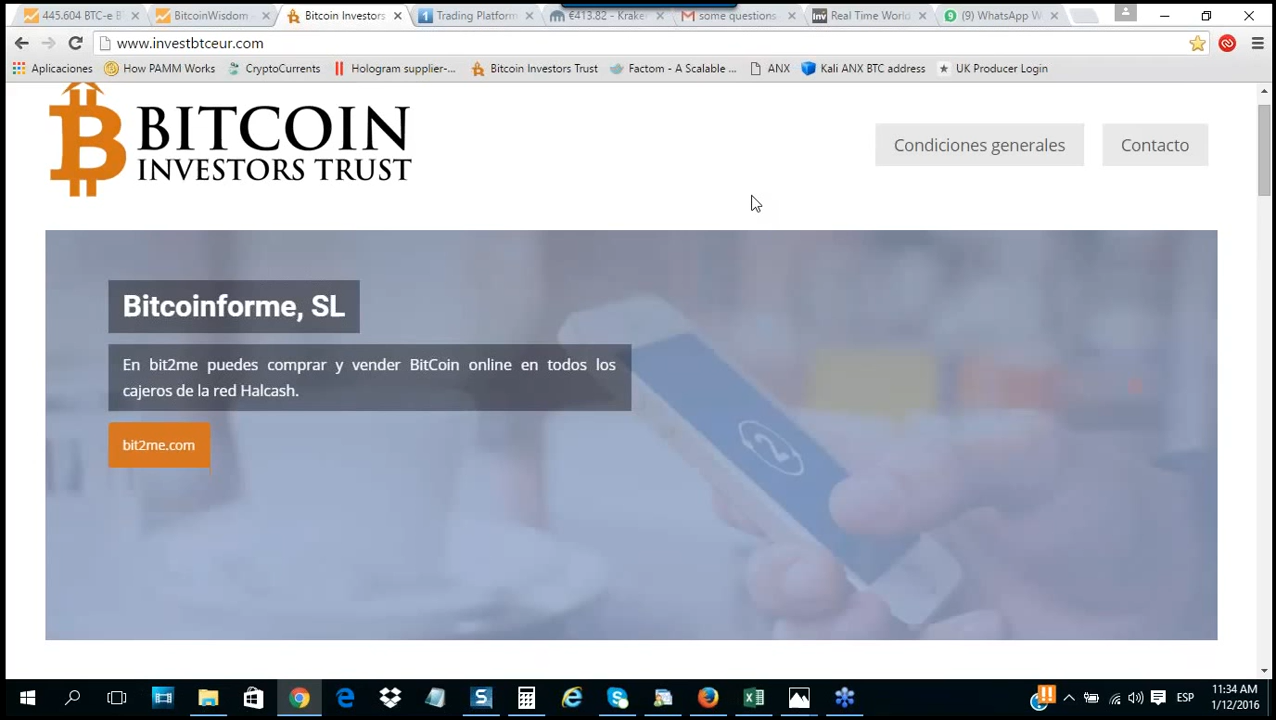 445.604 BTC-e B
BitcoinWisdom -
Bitcoin Investors
Trading Platform
€413.82 - Krake
some questions
Real Time World
(9) WhatsApp W
www.investbtceur.com
Aplicaciones
How PAMM Works
CryptoCurrents
Hologram supplier-...
Bitcoin Investors Trust
Factom - A Scalable ...
ANX
Kali ANX BTC address
UK Producer Login
BITCOIN
INVESTORS TRUST
Condiciones generales
Contacto
Bitcoinforme, SL
En bit2me puedes comprar y vender BitCoin online en todos los
cajeros de la red Halcash.
bit2me.com
2
ESP
11:34 AM
1/12/2016